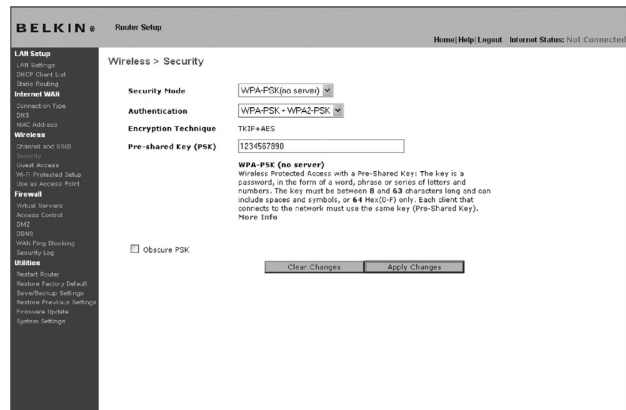 BELKIN
Router Setup
Home|Help|Logout Internet Status: Not Connected
LAN Setup
LAN Settings
DHCP Client List
Static Routing
Internet WAN
Connection Type
DNS
MAC Address
Wireless
Channel and SSID
Security
Guest Access
Wi-Fi Protected Setup
Use as Access Point
Firewall
Virtual Servers
Access Control
DMZ
DDNS
WAN Ping Blocking
Security Log
Utilities
Restart Router
Restore Factory Default
Save/Backup Settings
Restore Previous Settings
Firmware Update
System Settings
Wireless > Security
Security Mode WPA-PSK(no server)
Authentication WPA-PSK + WPA2-PSK
Encryption Technique TKIP+AES
Pre-shared Key (PSK) 1234567890
WPA-PSK (no server)
Wireless Protected Access with a Pre-Shared Key: The key is a
password, in the form of a word, phrase or series of letters and
numbers. The key must be between 8 and 63 characters long and can
include spaces and symbols, or 64 Hex(0-F) only. Each client that
connects to the network must use the same key (Pre-Shared Key).
More Info
Obscure PSK
Clear Changes Apply Changes